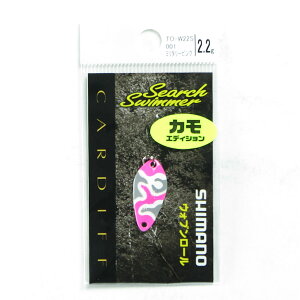 TO-W22S
001
2.2g
Search
Swimmer
カモ
エディション
CARDIFF
SHIMANO
ウォブンロール